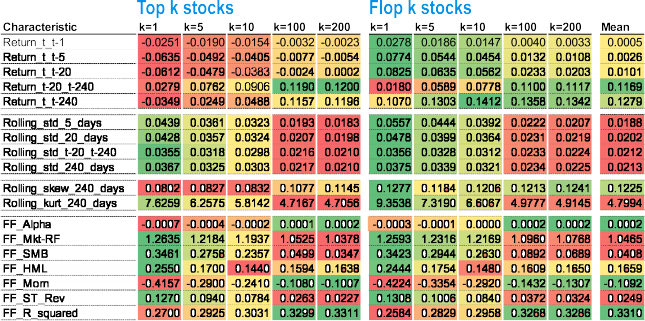 Top k stocks Flop k stocks
Characteristic k=1 k=5 k=10 k=100 k=200 k=1 k=5 k=10 k=100 k=200 Mean
Return_t_t-1 -0.0251 -0.0190 -0.0154 -0.0032 -0.0023 0.0278 0.0186 0.0147 0.0040 0.0033 0.0005
Return_t_t-5 -0.0635 -0.0492 -0.0405 -0.0077 -0.0054 0.0774 0.0544 0.0454 0.0132 0.0108 0.0026
Return_t_t-20 -0.0612 -0.0479 -0.0383 -0.0024 0.0002 0.0825 0.0635 0.0562 0.0233 0.0203 0.0101
Return_t-20_t-240 0.0279 0.0762 0.0906 0.1190 0.1200 0.0180 0.0589 0.0778 0.1100 0.1117 0.1169
Return_t_t-240 -0.0349 0.0249 0.0488 0.1157 0.1196 0.1070 0.1303 0.1412 0.1358 0.1342 0.1279
Rolling_std_5_days 0.0439 0.0361 0.0323 0.0193 0.0183 0.0557 0.0444 0.0392 0.0222 0.0207 0.0188
Rolling_std_20_days 0.0428 0.0357 0.0324 0.0207 0.0198 0.0478 0.0399 0.0364 0.0231 0.0219 0.0202
Rolling_std_t-20_t-240 0.0355 0.0318 0.0298 0.0216 0.0210 0.0356 0.0328 0.0312 0.0233 0.0224 0.0212
Rolling_std_240_days 0.0367 0.0325 0.0303 0.0217 0.0210 0.0375 0.0339 0.0321 0.0234 0.0225 0.0213
Rolling_skew_240_days 0.0802 0.0827 0.0832 0.1077 0.1145 0.1277 0.1184 0.1206 0.1213 0.1241 0.1225
Rolling_kurt_240_days 7.6259 6.2575 5.8142 4.7167 4.7056 9.3538 7.3190 6.6067 4.9777 4.9145 4.7994
FF_Alpha -0.0007 -0.0004 -0.0002 0.0001 0.0002 -0.0003 -0.0001 0.0000 0.0002 0.0002 0.0002
FF_Mkt-RF 1.2635 1.2184 1.1937 1.0525 1.0378 1.2593 1.2316 1.2169 1.0960 1.0768 1.0465
FF_SMB 0.3461 0.2758 0.2357 0.0499 0.0347 0.3423 0.2944 0.2630 0.0892 0.0689 0.0408
FF_HML 0.2550 0.1700 0.1440 0.1594 0.1638 0.2444 0.1754 0.1480 0.1609 0.1650 0.1659
FF_Mom -0.4157 -0.2900 -0.2410 -0.1080 -0.1007 -0.4224 -0.3354 -0.2922 -0.1432 -0.1307 -0.1092
FF_ST_Rev 0.1270 0.0940 0.0784 0.0263 0.0227 0.1308 0.1006 0.0840 0.0372 0.0324 0.0249
FF_R_squared 0.2700 0.2925 0.3031 0.3299 0.3311 0.2584 0.2829 0.2958 0.3268 0.3286 0.3310